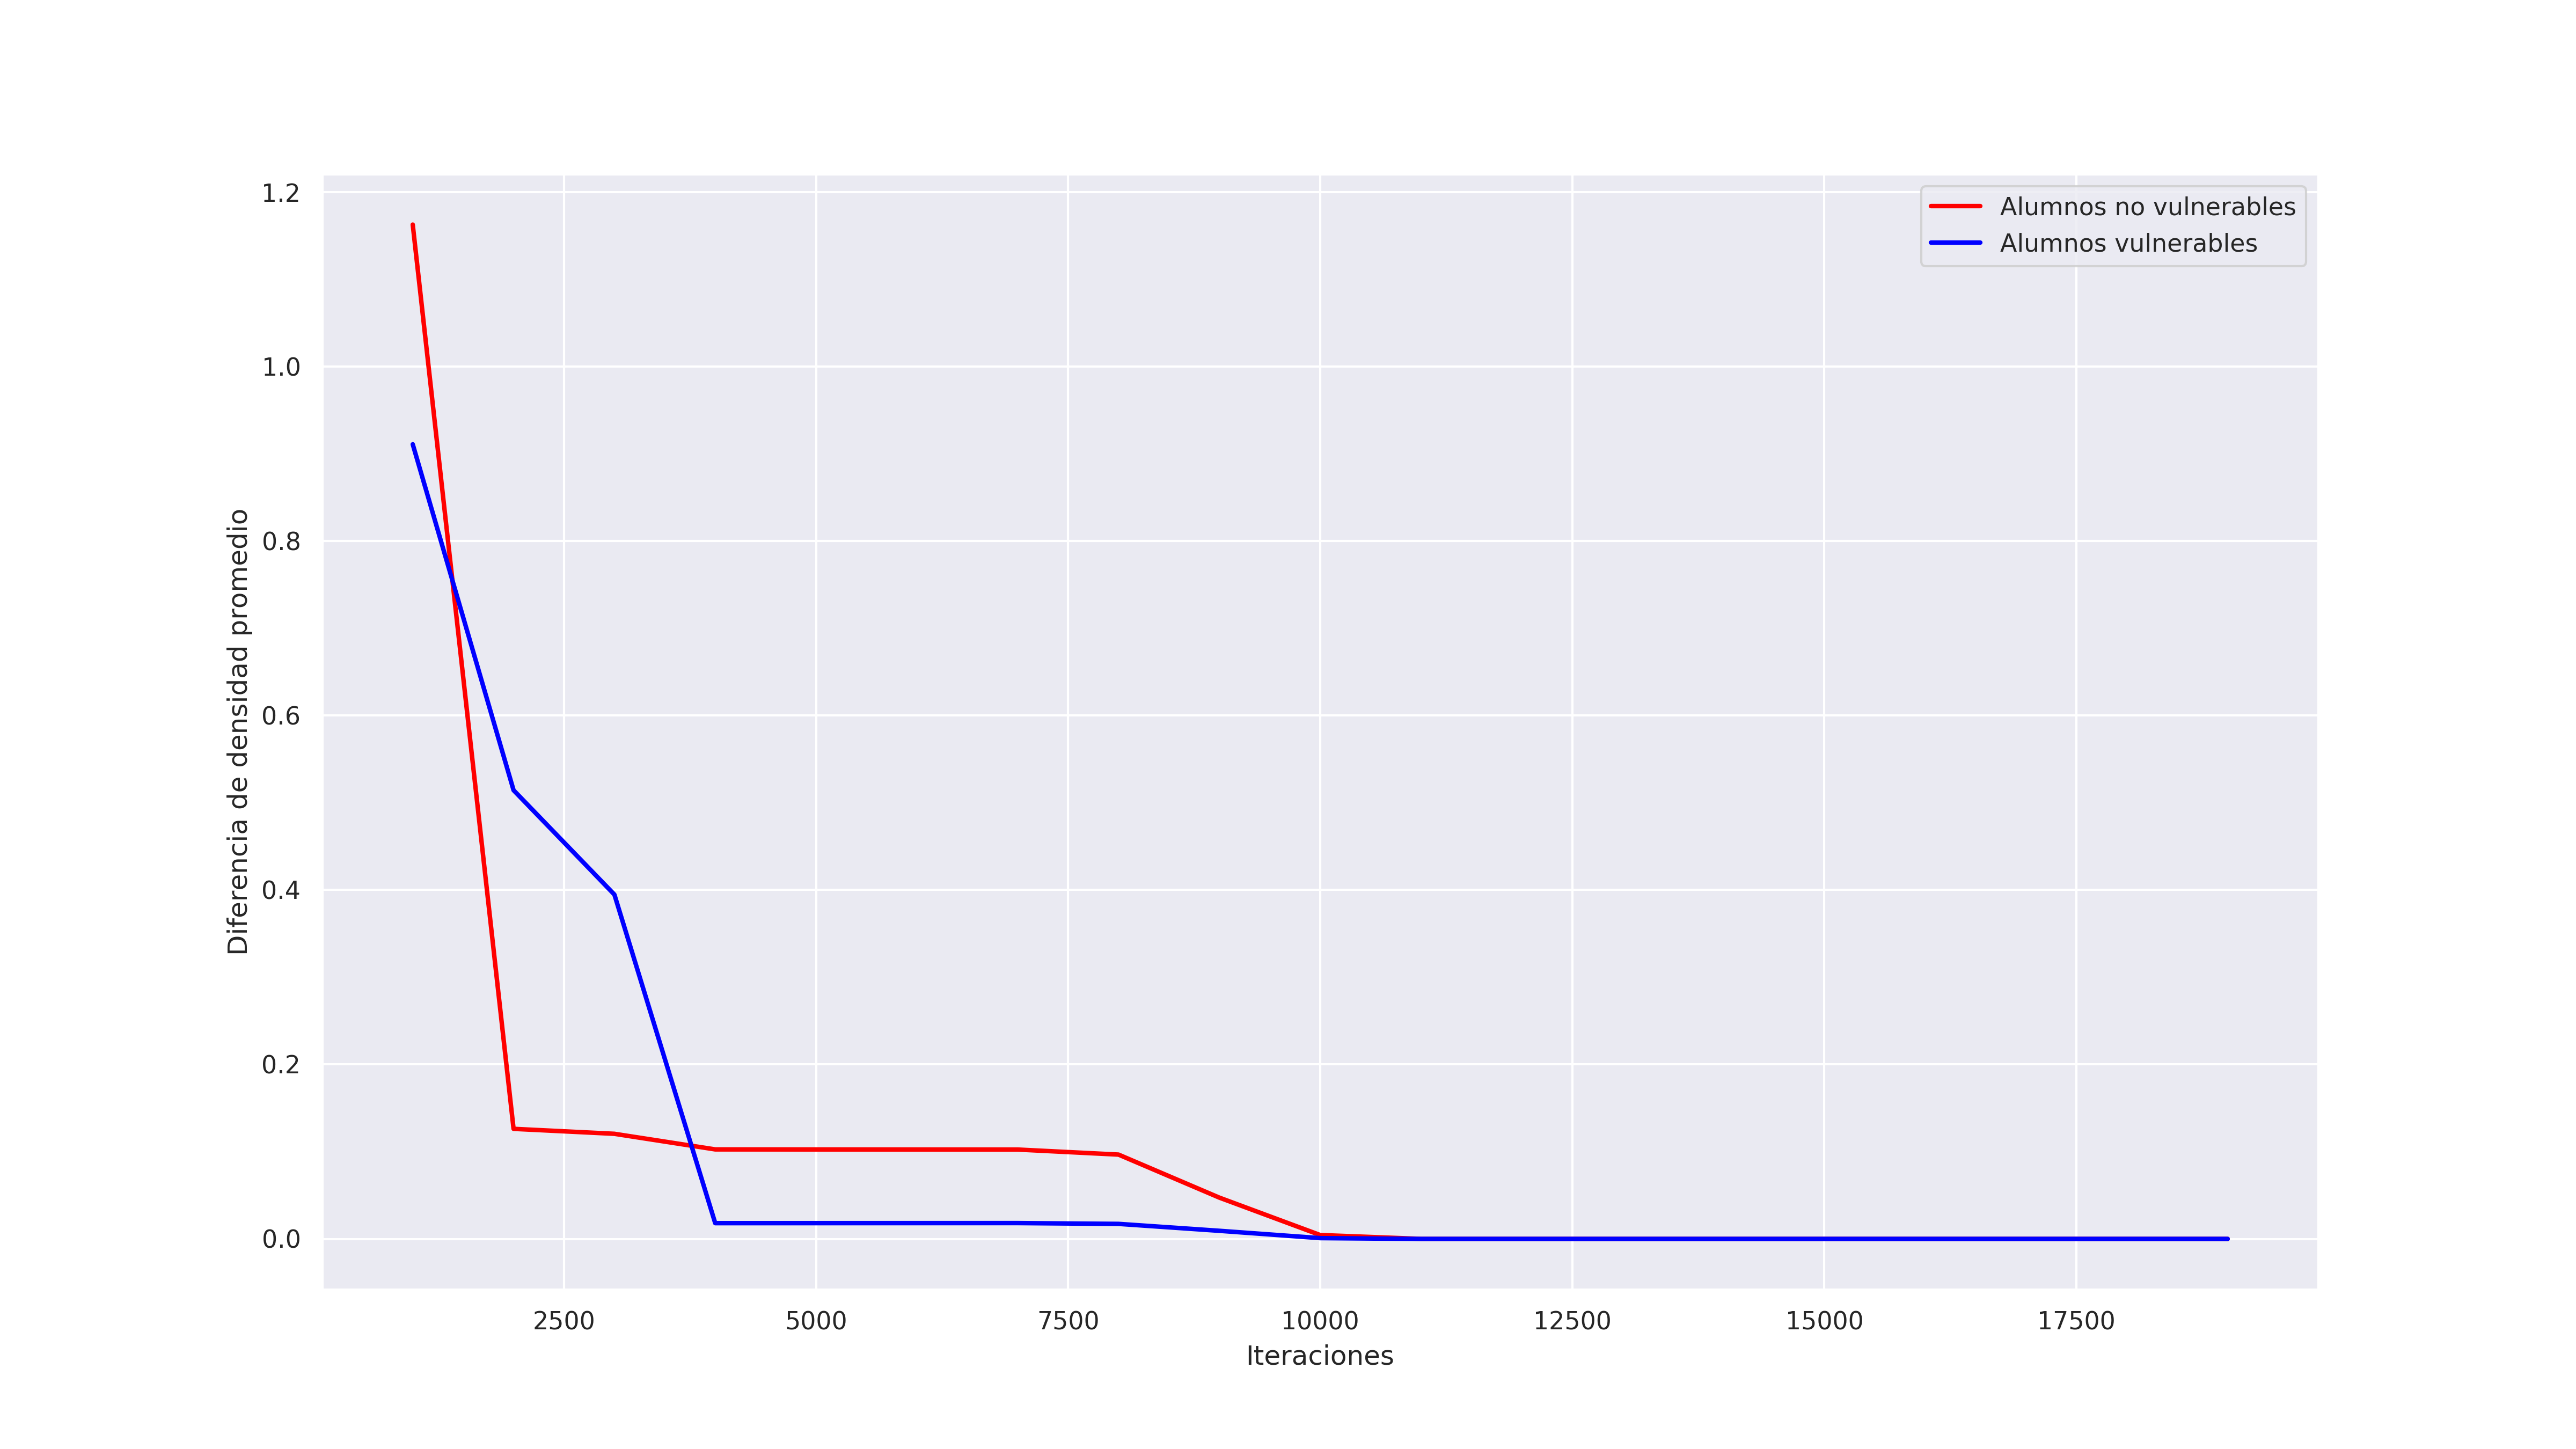 1.2
1.0
0.8
0.6
0.4
0.2
0.0
Diferencia de densidad promedio
Alumnos no vulnerables
Alumnos vulnerables
2500 5000 7500 10000 12500 15000 17500
Iteraciones